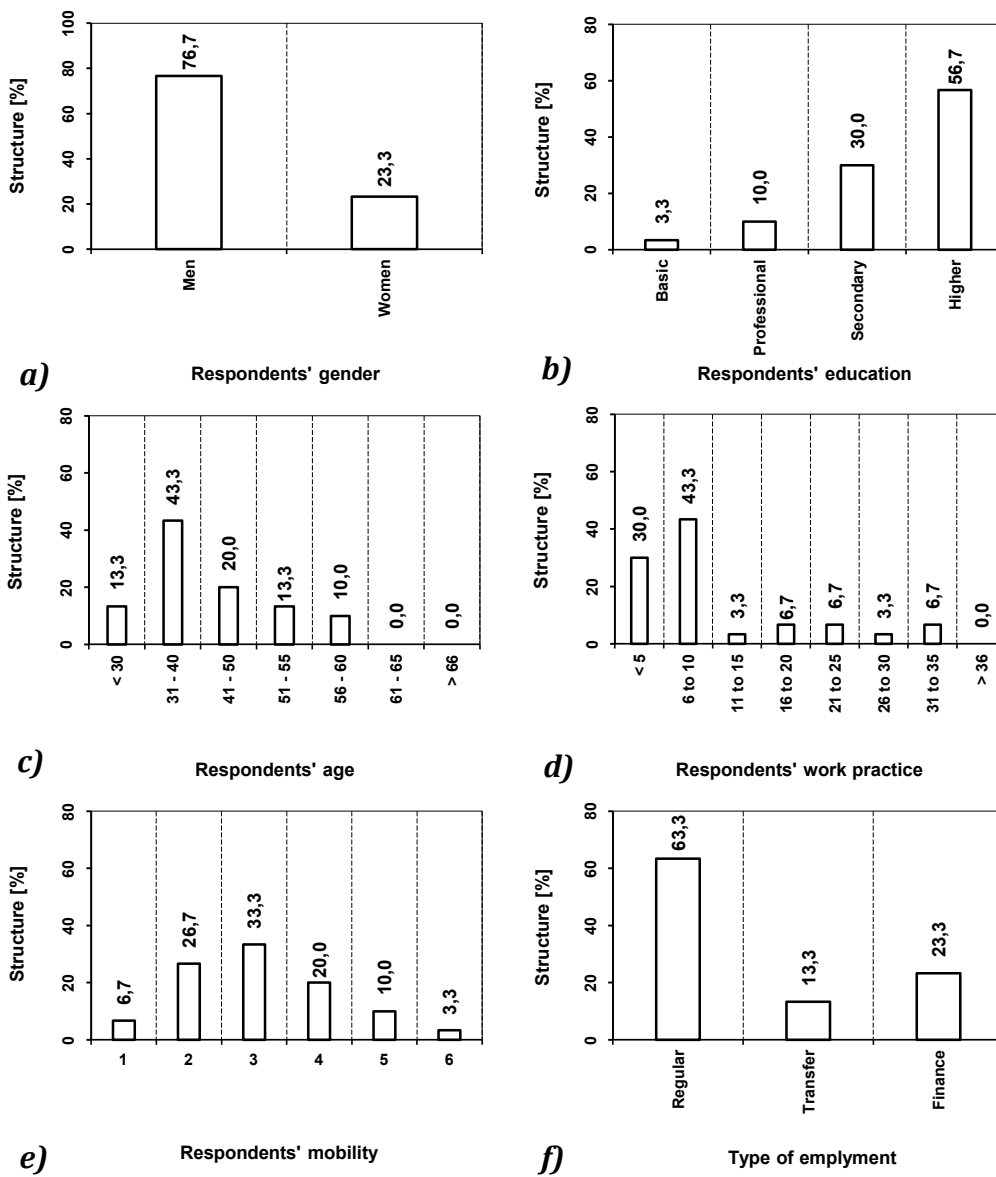 Structure [%]
100
80
60
40
20
0
76,7
23,3
Men
Women
a)
Respondents' gender
Structure [%]
80
60
40
20
0
3,3
10,0
30,0
56,7
Basic
Professional
Secondary
Higher
b)
Respondents' education
Structure [%]
80
60
40
20
0
13,3
43,3
20,0
13,3
10,0
0,0
0,0
< 30
31 - 40
41 - 50
51 - 55
56 - 60
61 - 65
> 66
c)
Respondents' age
Structure [%]
80
60
40
20
0
30,0
43,3
3,3
6,7
6,7
3,3
6,7
0,0
< 5
6 to 10
11 to 15
16 to 20
21 to 25
26 to 30
31 to 35
> 36
d)
Respondents' work practice
Structure [%]
80
60
40
20
0
6,7
26,7
33,3
20,0
10,0
3,3
1
2
3
4
5
6
e)
Respondents' mobility
Structure [%]
80
60
40
20
0
63,3
13,3
23,3
Regular
Transfer
Finance
f)
Type of emplyment